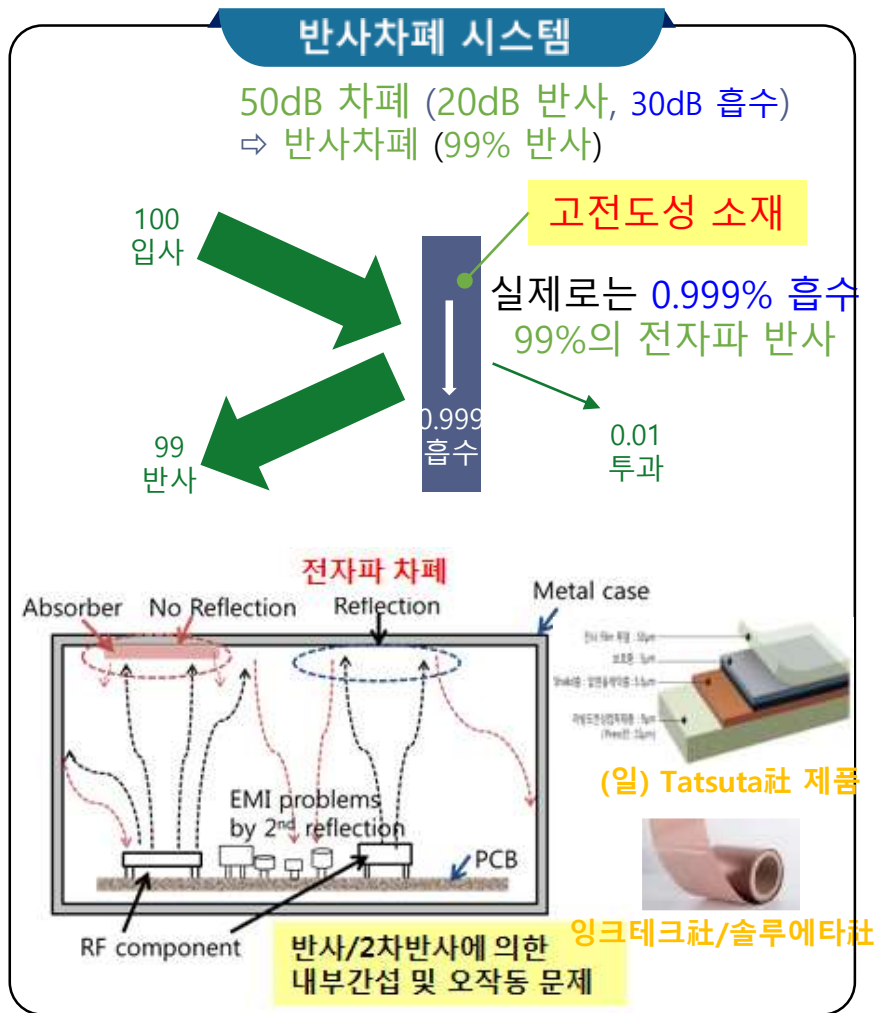 반사차폐 시스템
50dB 차폐 (20dB 반사, 30dB 흡수)
⇨ 반사차폐 (99% 반사)
고전도성 소재
100
입사
실제로는 0.999% 흡수
99%의 전자파 반사
0.999
흡수
99
반사
0.01
투과
전자파 차폐
Absorber No Reflection Reflection Metal case
EMI problems
by 2nd reflection
PCB
RF component
(일) Tatsuta社 제품
잉크테크社/솔루에타社
반사/2차반사에 의한
내부간섭 및 오작동 문제